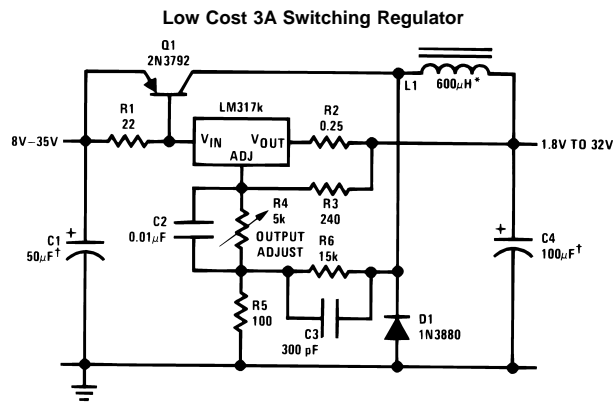 Low Cost 3A Switching Regulator
Q1
2N3792
L1
600μH*
R1
22
LM317k
VIN
VOUT
ADJ
R2
0.25
8V–35V
1.8V TO 32V
R3
240
R4
5k
OUTPUT
ADJUST
C2
0.01μF
R6
15k
C1
50μF†
+
C4
100μF†
+
R5
100
C3
300 pF
D1
1N3880